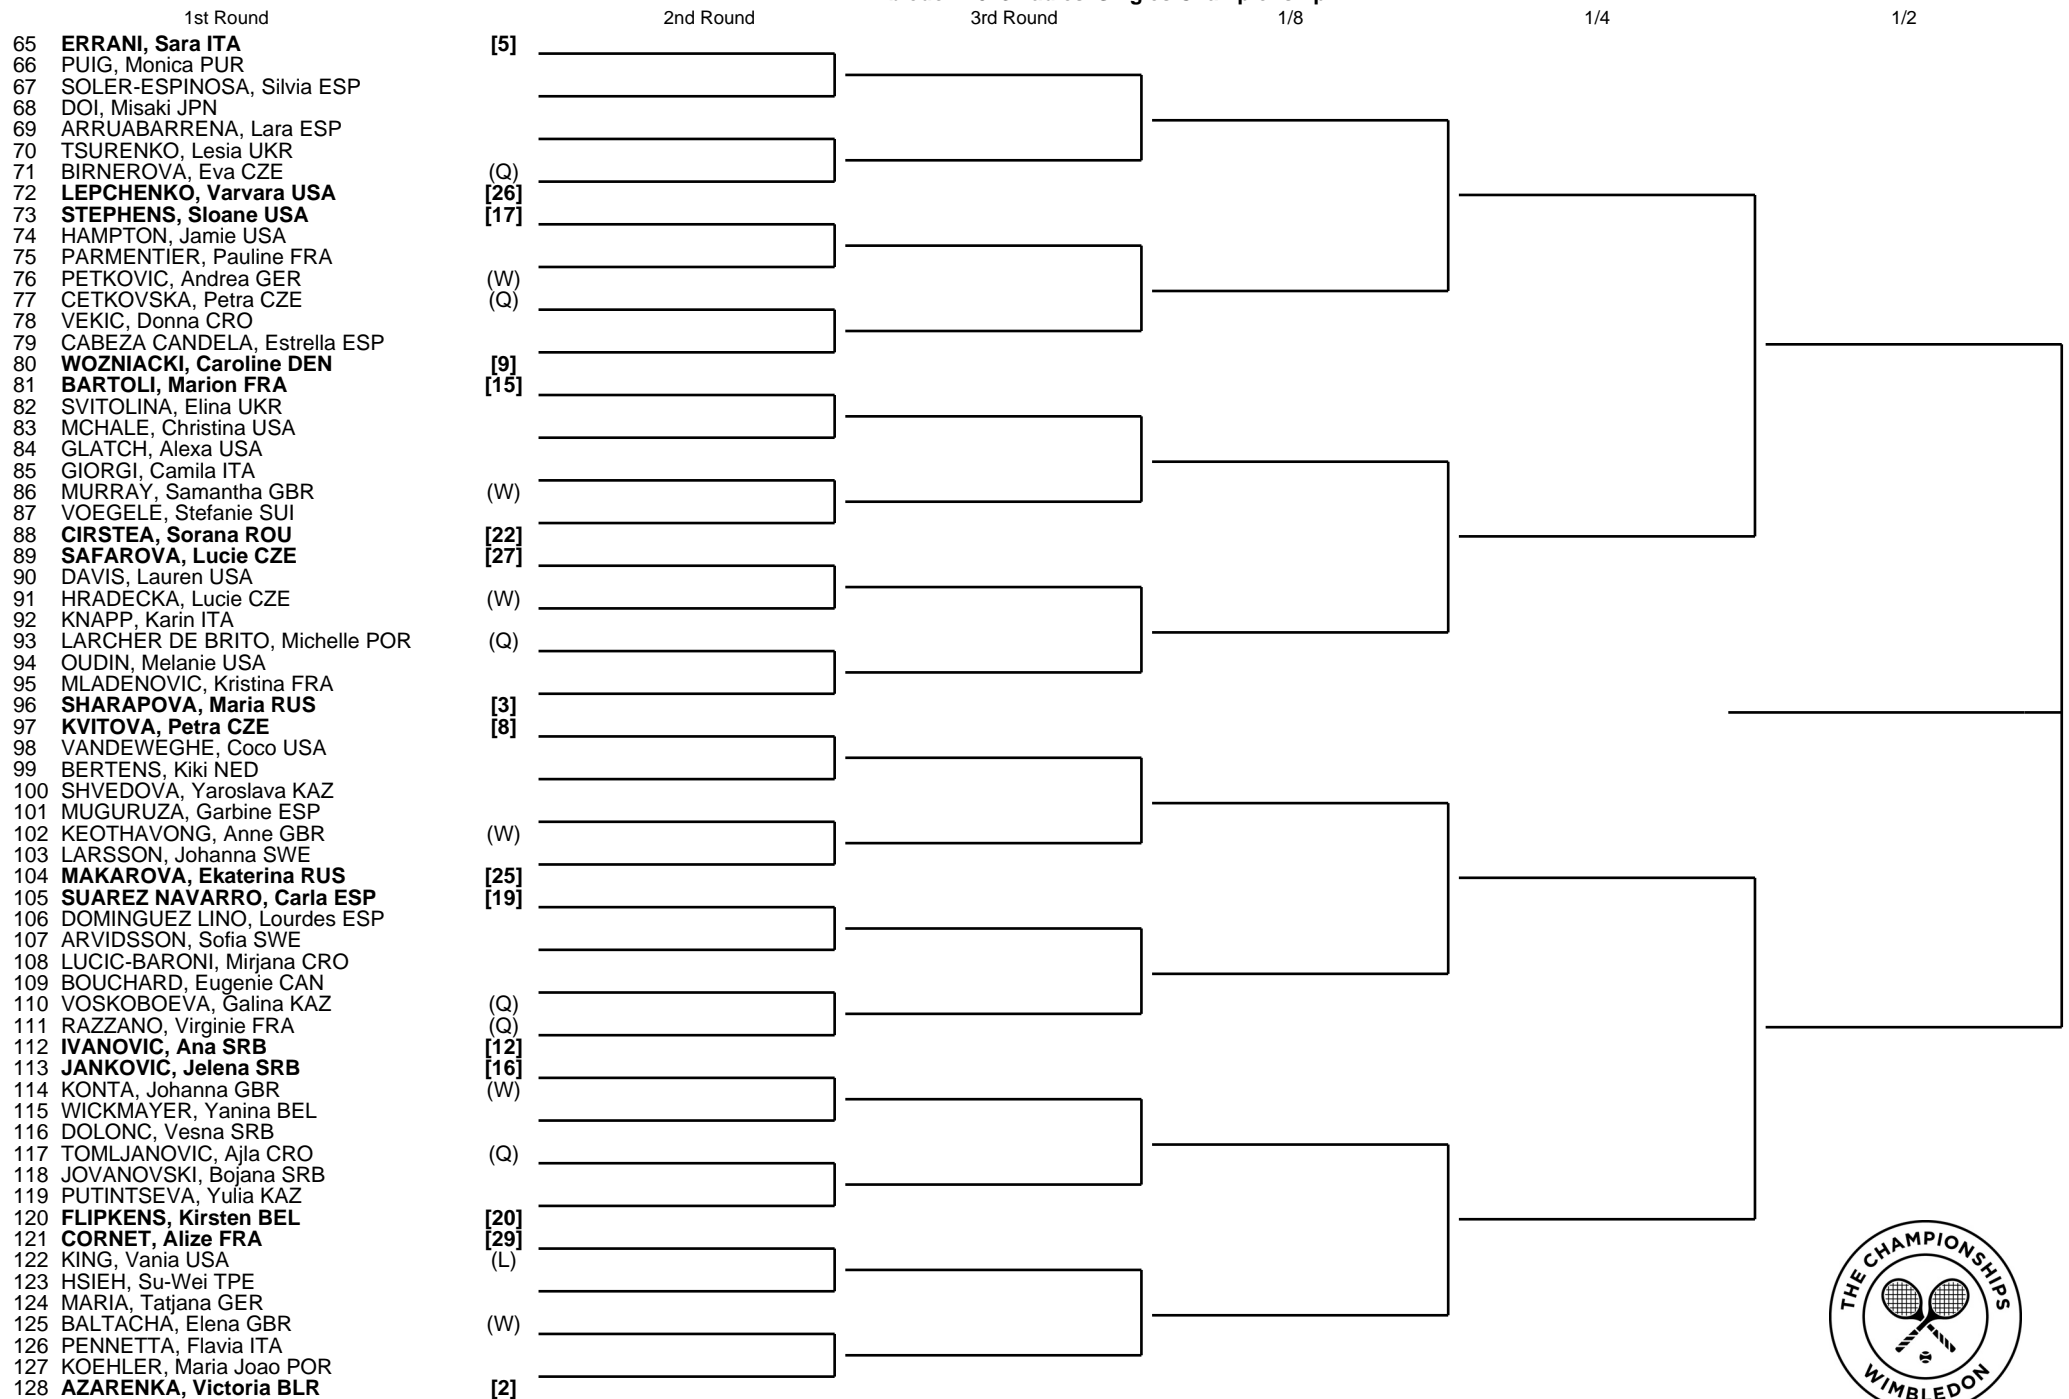 1st Round 2nd Round 3rd Round 1/8 1/4 1/2
65 ERRANI, Sara ITA [5]
66 PUIG, Monica PUR
67 SOLER-ESPINOSA, Silvia ESP
68 DOI, Misaki JPN
69 ARRUABARRENA, Lara ESP
70 TSURENKO, Lesia UKR
71 BIRNEROVA, Eva CZE (Q)
72 LEPCHENKO, Varvara USA [26]
73 STEPHENS, Sloane USA [17]
74 HAMPTON, Jamie USA
75 PARMENTIER, Pauline FRA
76 PETKOVIC, Andrea GER (W)
77 CETKOVSKA, Petra CZE (Q)
78 VEKIC, Donna CRO
79 CABEZA CANDELA, Estrella ESP
80 WOZNIACKI, Caroline DEN [9]
81 BARTOLI, Marion FRA [15]
82 SVITOLINA, Elina UKR
83 MCHALE, Christina USA
84 GLATCH, Alexa USA
85 GIORGI, Camila ITA
86 MURRAY, Samantha GBR (W)
87 VOEGELE, Stefanie SUI
88 CIRSTEA, Sorana ROU [22]
89 SAFAROVA, Lucie CZE [27]
90 DAVIS, Lauren USA
91 HRADECKA, Lucie CZE (W)
92 KNAPP, Karin ITA
93 LARCHER DE BRITO, Michelle POR (Q)
94 OUDIN, Melanie USA
95 MLADENOVIC, Kristina FRA
96 SHARAPOVA, Maria RUS [3]
97 KVITOVA, Petra CZE [8]
98 VANDEWEGHE, Coco USA
99 BERTENS, Kiki NED
100 SHVEDOVA, Yaroslava KAZ
101 MUGURUZA, Garbine ESP
102 KEOTHAVONG, Anne GBR (W)
103 LARSSON, Johanna SWE
104 MAKAROVA, Ekaterina RUS [25]
105 SUAREZ NAVARRO, Carla ESP [19]
106 DOMINGUEZ LINO, Lourdes ESP
107 ARVIDSSON, Sofia SWE
108 LUCIC-BARONI, Mirjana CRO
109 BOUCHARD, Eugenie CAN
110 VOSKOBOEVA, Galina KAZ (Q)
111 RAZZANO, Virginie FRA (Q)
112 IVANOVIC, Ana SRB [12]
113 JANKOVIC, Jelena SRB [16]
114 KONTA, Johanna GBR (W)
115 WICKMAYER, Yanina BEL
116 DOLONC, Vesna SRB
117 TOMLJANOVIC, Ajla CRO (Q)
118 JOVANOVSKI, Bojana SRB
119 PUTINTSEVA, Yulia KAZ
120 FLIPKENS, Kirsten BEL [20]
121 CORNET, Alize FRA [29]
122 KING, Vania USA (L)
123 HSIEH, Su-Wei TPE
124 MARIA, Tatjana GER
125 BALTACHA, Elena GBR (W)
126 PENNETTA, Flavia ITA
127 KOEHLER, Maria Joao POR
128 AZARENKA, Victoria BLR [2]
THE CHAMPIONSHIPS
WIMBLEDON